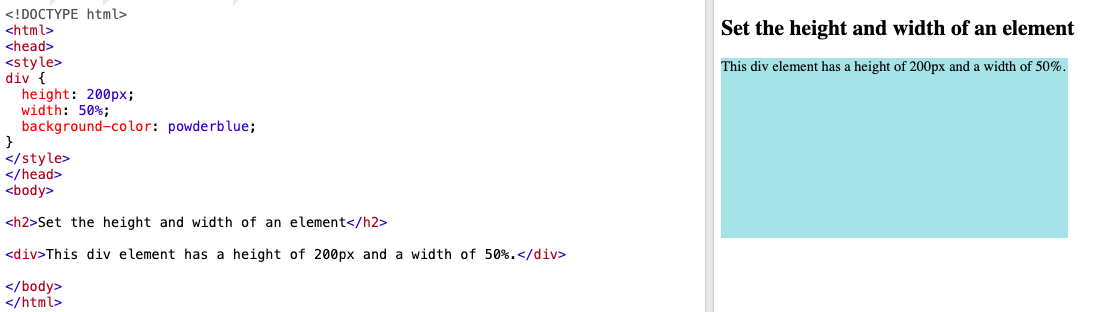 <!DOCTYPE html>
<html>
<head>
<style>
div {
  height: 200px;
  width: 50%;
  background-color: powderblue;
}
</style>
</head>
<body>

<h2>Set the height and width of an element</h2>

<div>This div element has a height of 200px and a width of 50%.</div>

</body>
</html>
Set the height and width of an element
This div element has a height of 200px and a width of 50%.